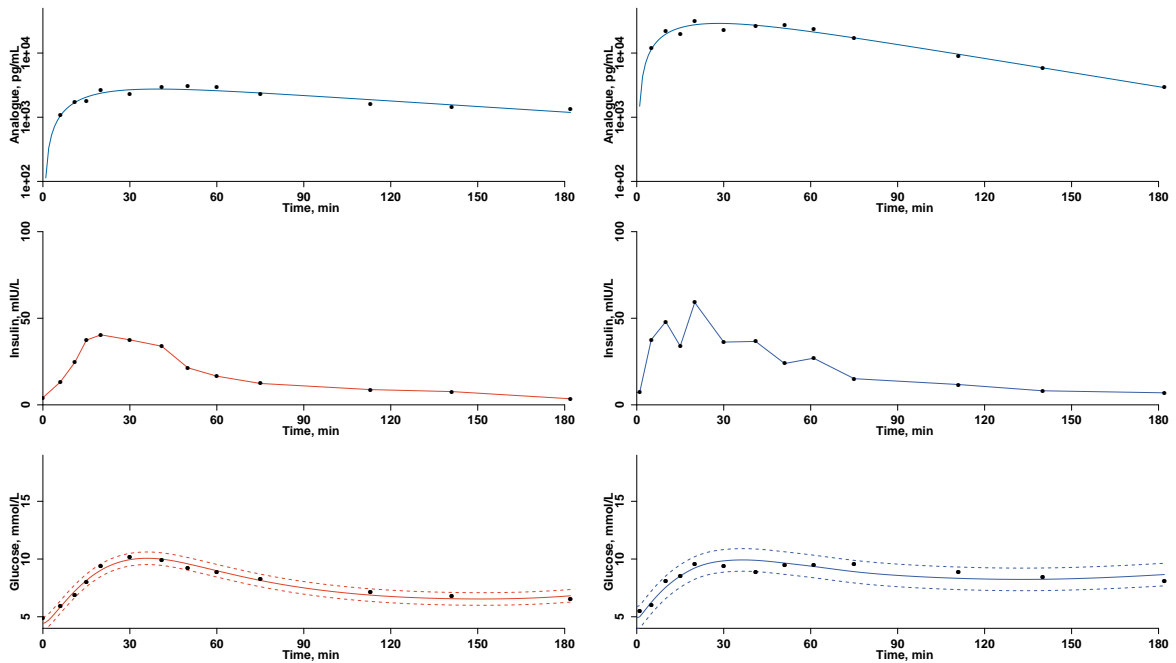 Analogue, pg/mL
1e+02 1e+03 1e+04
0 30 60 90 120 150 180
Time, min
Analogue, pg/mL
1e+02 1e+03 1e+04
0 30 60 90 120 150 180
Time, min
Insulin, mIU/L
0 50 100
0 30 60 90 120 150 180
Time, min
Insulin, mIU/L
0 50 100
0 30 60 90 120 150 180
Time, min
Glucose, mmol/L
5 10 15
0 30 60 90 120 150 180
Time, min
Glucose, mmol/L
5 10 15
0 30 60 90 120 150 180
Time, min